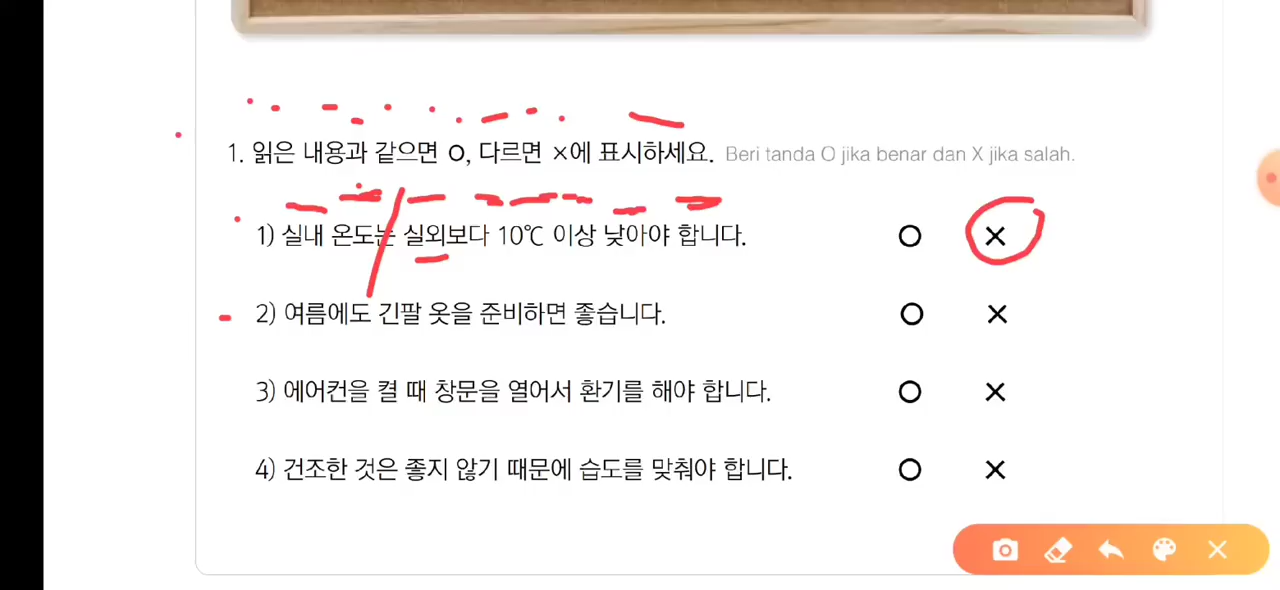 1. 읽은 내용과 같으면 O, 다르면 ×에 표시하세요. Beri tanda O jika benar dan X jika salah.
1) 실내 온도는 실외보다 10℃ 이상 낮아야 합니다. O ×
2) 여름에도 긴팔 옷을 준비하면 좋습니다. O ×
3) 에어컨을 켤 때 창문을 열어서 환기를 해야 합니다. O ×
4) 건조한 것은 좋지 않기 때문에 습도를 맞춰야 합니다. O ×